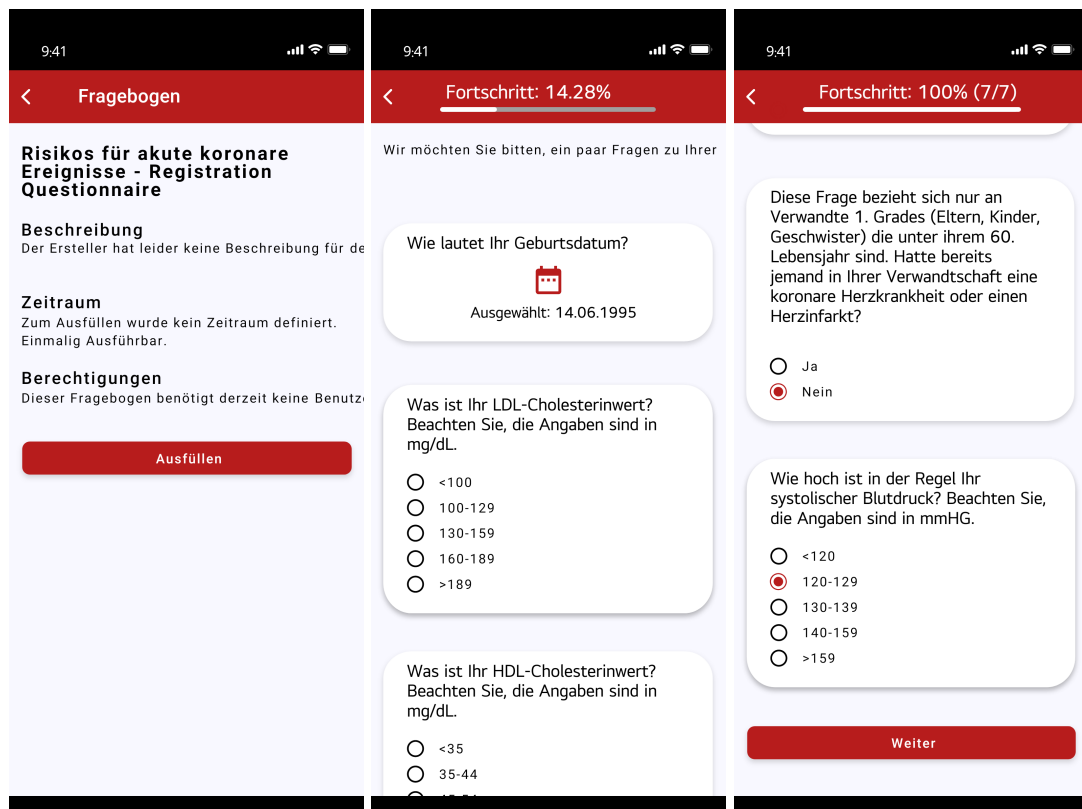 9:41
Fragebogen
Risikos für akute koronare
Ereignisse - Registration
Questionnaire
Beschreibung
Der Ersteller hat leider keine Beschreibung für de
Zeitraum
Zum Ausfüllen wurde kein Zeitraum definiert.
Einmalig Ausführbar.
Berechtigungen
Dieser Fragebogen benötigt derzeit keine Benutz
Ausfüllen
9:41
Fortschritt: 14.28%
Wir möchten Sie bitten, ein paar Fragen zu Ihrer
Wie lautet Ihr Geburtsdatum?
Ausgewählt: 14.06.1995
Was ist Ihr LDL-Cholesterinwert?
Beachten Sie, die Angaben sind in
mg/dL.
<100
100-129
130-159
160-189
>189
Was ist Ihr HDL-Cholesterinwert?
Beachten Sie, die Angaben sind in
mg/dL.
<35
35-44
9:41
Fortschritt: 100% (7/7)
Diese Frage bezieht sich nur an
Verwandte 1. Grades (Eltern, Kinder,
Geschwister) die unter ihrem 60.
Lebensjahr sind. Hatte bereits
jemand in Ihrer Verwandtschaft eine
koronare Herzkrankheit oder einen
Herzinfarkt?
Ja
Nein
Wie hoch ist in der Regel Ihr
systolischer Blutdruck? Beachten Sie,
die Angaben sind in mmHG.
<120
120-129
130-139
140-159
>159
Weiter